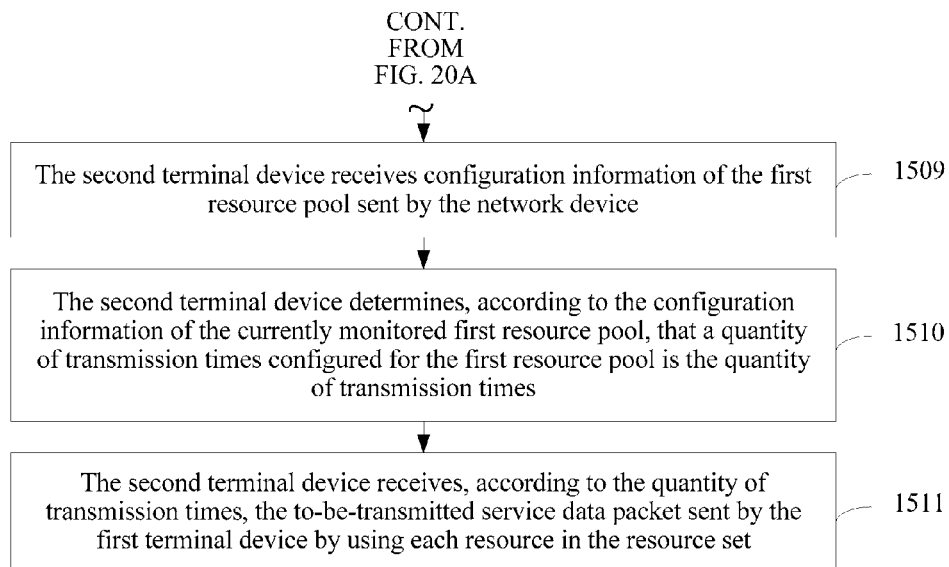 CONT.
FROM
FIG. 20A
The second terminal device receives configuration information of the first
resource pool sent by the network device
1509
The second terminal device determines, according to the configuration
information of the currently monitored first resource pool, that a quantity
of transmission times configured for the first resource pool is the quantity
of transmission times
1510
The second terminal device receives, according to the quantity of
transmission times, the to-be-transmitted service data packet sent by the
first terminal device by using each resource in the resource set
1511